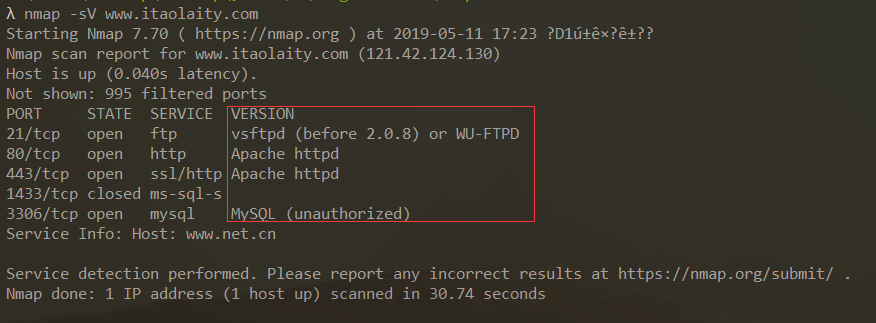 λ nmap -sV www.itaolaity.com
Starting Nmap 7.70 ( https://nmap.org ) at 2019-05-11 17:23 ?D1ú±ê×?ê±??
Nmap scan report for www.itaolaity.com (121.42.124.130)
Host is up (0.040s latency).
Not shown: 995 filtered ports
PORT     STATE  SERVICE  VERSION
21/tcp   open   ftp      vsftpd (before 2.0.8) or WU-FTPD
80/tcp   open   http     Apache httpd
443/tcp  open   ssl/http Apache httpd
1433/tcp closed ms-sql-s
3306/tcp open   mysql    MySQL (unauthorized)
Service Info: Host: www.net.cn
Service detection performed. Please report any incorrect results at https://nmap.org/submit/ .
Nmap done: 1 IP address (1 host up) scanned in 30.74 seconds